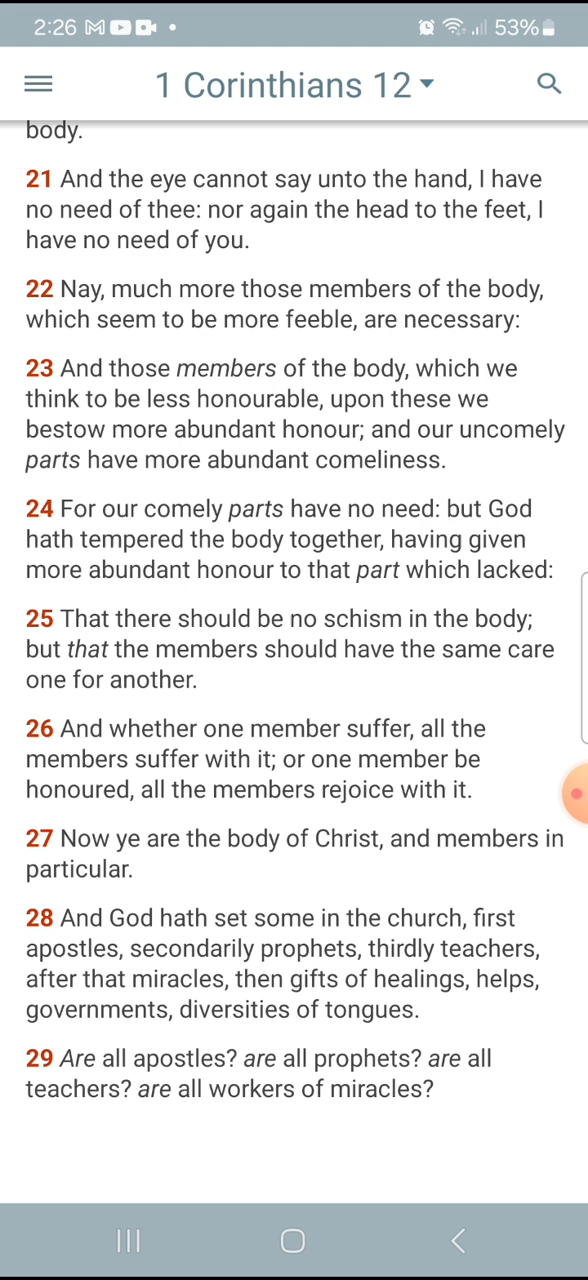 2:26 53%
1 Corinthians 12
body.
21 And the eye cannot say unto the hand, I have
no need of thee: nor again the head to the feet, I
have no need of you.
22 Nay, much more those members of the body,
which seem to be more feeble, are necessary:
23 And those members of the body, which we
think to be less honourable, upon these we
bestow more abundant honour; and our uncomely
parts have more abundant comeliness.
24 For our comely parts have no need: but God
hath tempered the body together, having given
more abundant honour to that part which lacked:
25 That there should be no schism in the body;
but that the members should have the same care
one for another.
26 And whether one member suffer, all the
members suffer with it; or one member be
honoured, all the members rejoice with it.
27 Now ye are the body of Christ, and members in
particular.
28 And God hath set some in the church, first
apostles, secondarily prophets, thirdly teachers,
after that miracles, then gifts of healings, helps,
governments, diversities of tongues.
29 Are all apostles? are all prophets? are all
teachers? are all workers of miracles?